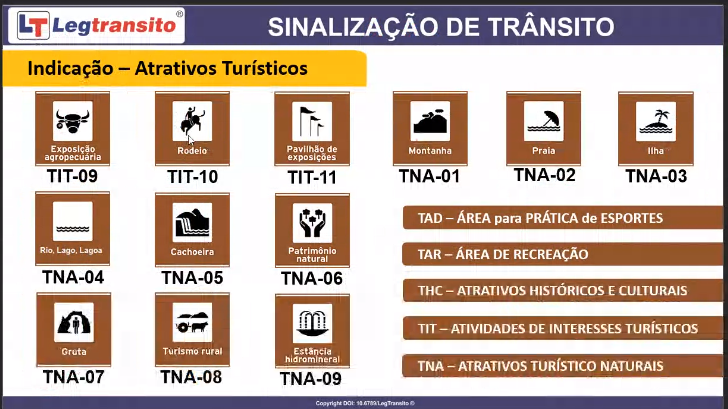 LT Legtransito®
SINALIZAÇÃO DE TRÂNSITO
Indicação – Atrativos Turísticos
Exposição
agropecuária
TIT-09
Rodeio
TIT-10
Pavilhão de
exposições
TIT-11
Montanha
TNA-01
Praia
TNA-02
Ilha
TNA-03
Rio, Lago, Lagoa
TNA-04
Cachoeira
TNA-05
Patrimônio
natural
TNA-06
Gruta
TNA-07
Turismo rural
TNA-08
Estância
hidromineral
TNA-09
TAD – ÁREA para PRÁTICA de ESPORTES
TAR – ÁREA DE RECREAÇÃO
THC – ATRATIVOS HISTÓRICOS E CULTURAIS
TIT – ATIVIDADES DE INTERESSES TURÍSTICOS
TNA – ATRATIVOS TURÍSTICO NATURAIS
Copyright DOI: 10.6789/LegTransito ©